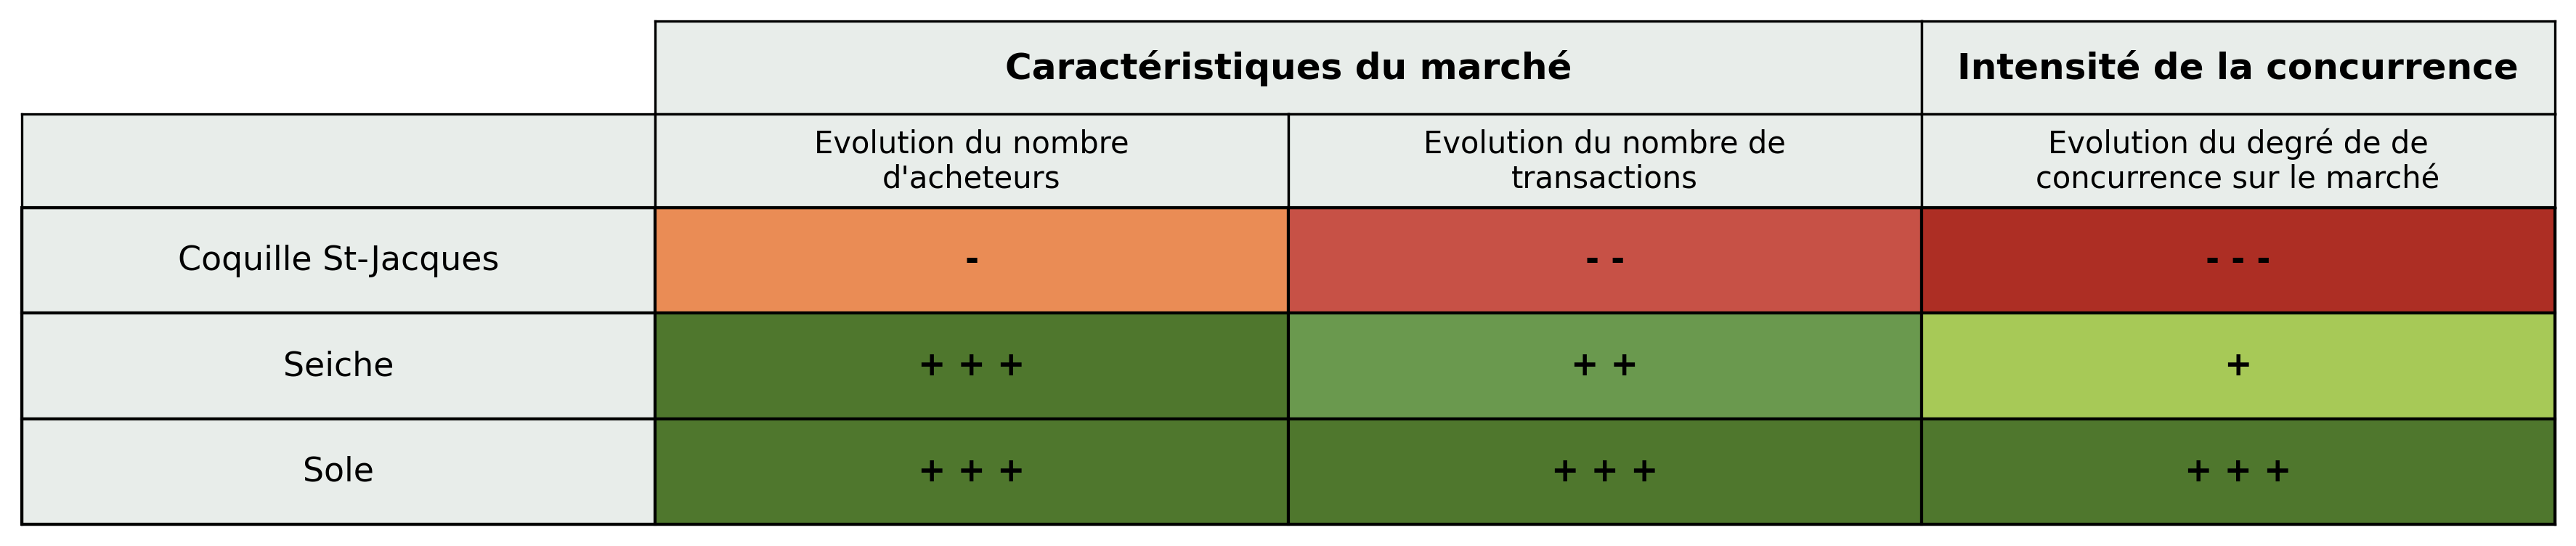 Caractéristiques du marché
Intensité de la concurrence
Evolution du nombre
d'acheteurs
Evolution du nombre de
transactions
Evolution du degré de de
concurrence sur le marché
Coquille St-Jacques
-
- -
- - -
Seiche
+ + +
+ +
+
Sole
+ + +
+ + +
+ + +